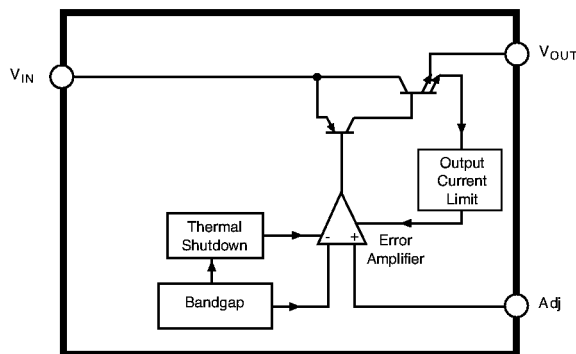 VIN
VOUT
Output
Current
Limit
Thermal
Shutdown
- +
Error
Amplifier
Bandgap
Adj